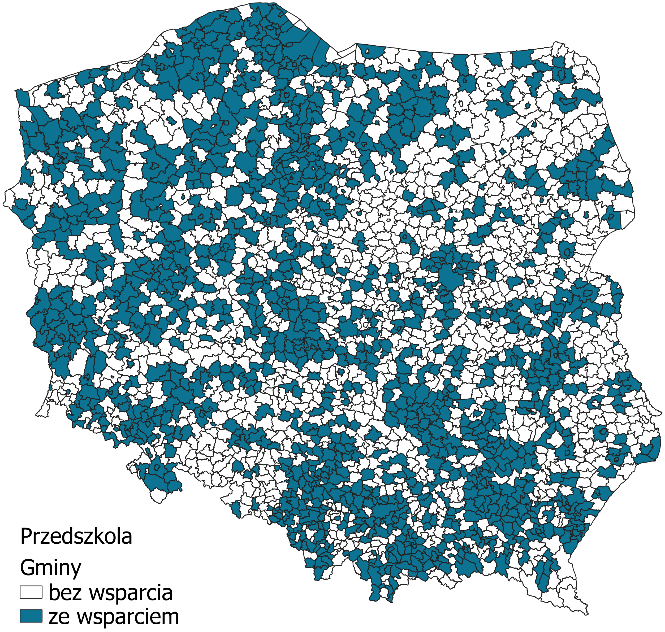 Przedszkola
Gminy
bez wsparcia
ze wsparciem